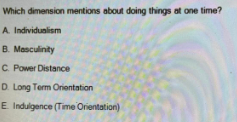 Which dimension mentions about doing things at one time?
A. Individualism
B. Masculinity
C. Power Distance
D. Long Term Orientation
E. Indulgence (Time Orientation)